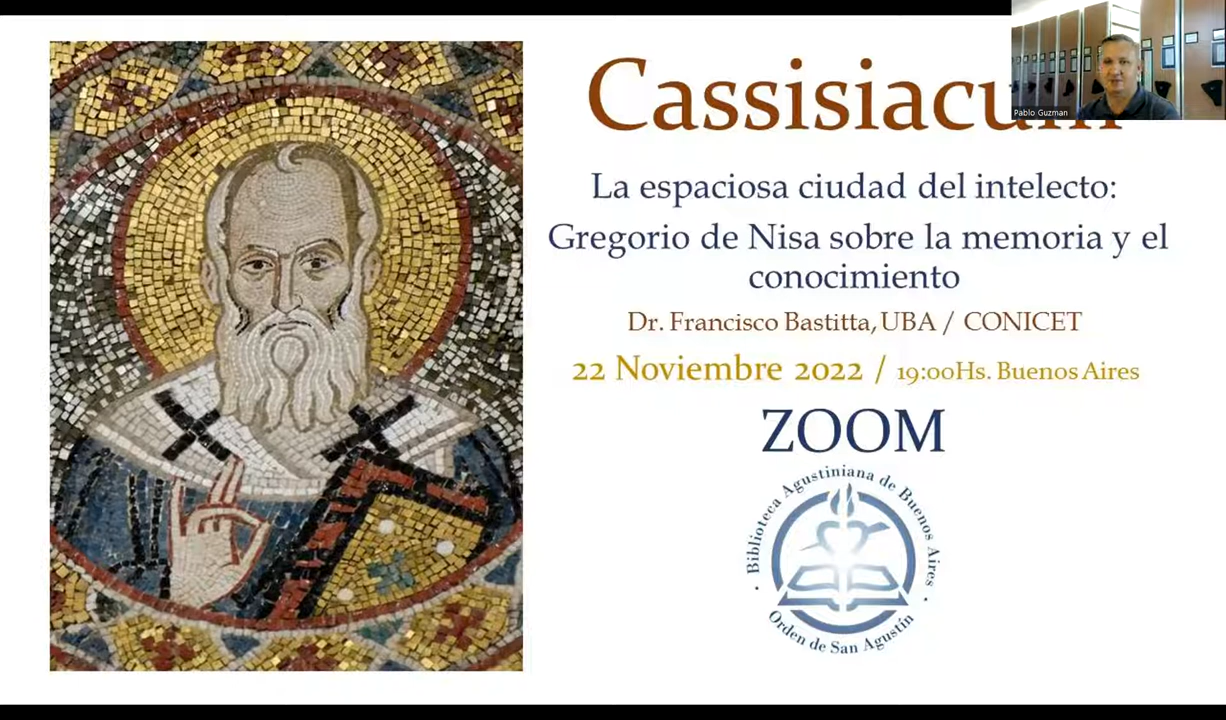 Cassisiacum
Pablo Guzman
La espaciosa ciudad del intelecto:
Gregorio de Nisa sobre la memoria y el
conocimiento
Dr. Francisco Bastitta, UBA / CONICET
22 Noviembre 2022 / 19:00Hs. Buenos Aires
ZOOM
· Biblioteca Agustiniana de Buenos Aires ·
Orden de San Agustín